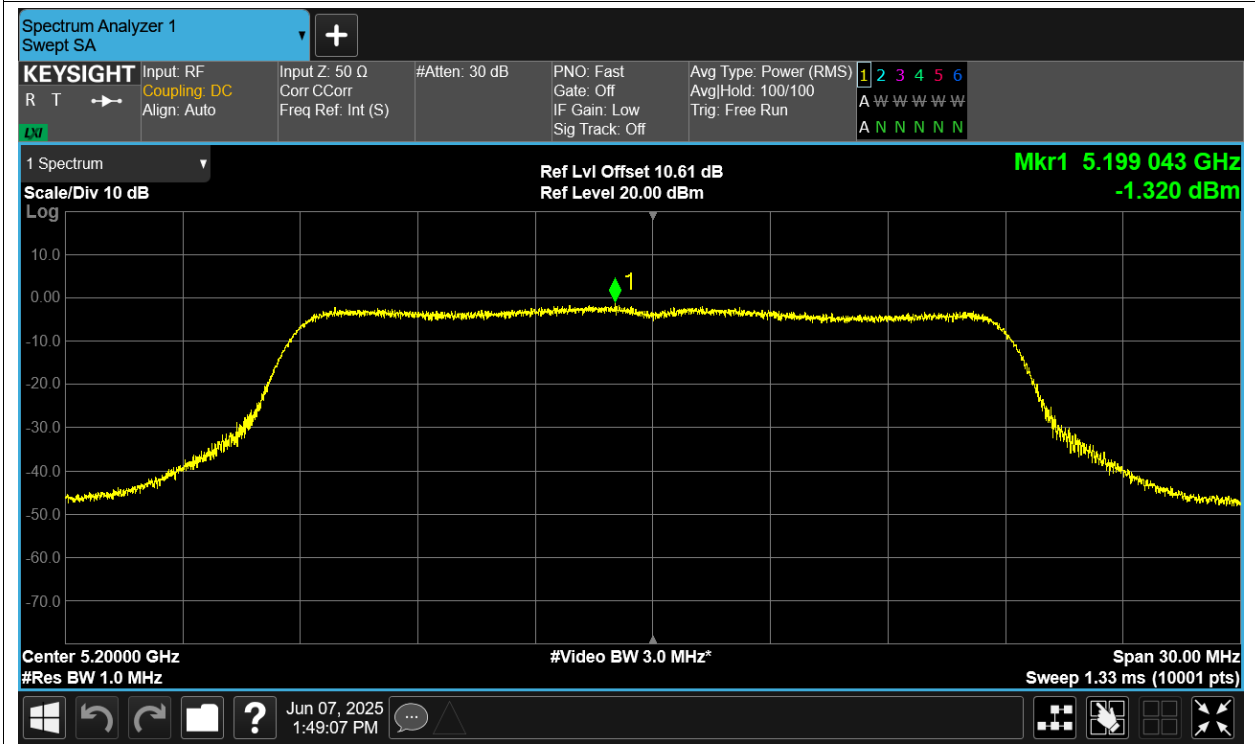 Spectrum Analyzer 1
Swept SA
+
KEYSIGHT
R T
LXI
Input: RF
Coupling: DC
Align: Auto
Input Z: 50 Ω
Corr CCorr
Freq Ref: Int (S)
#Atten: 30 dB
PNO: Fast
Gate: Off
IF Gain: Low
Sig Track: Off
Avg Type: Power (RMS)
Avg|Hold: 100/100
Trig: Free Run
1 2 3 4 5 6
A W W W W W
A N N N N N
1 Spectrum
Scale/Div 10 dB
Log
Ref Lvl Offset 10.61 dB
Ref Level 20.00 dBm
Mkr1 5.199 043 GHz
-1.320 dBm
10.0
0.00
-10.0
-20.0
-30.0
-40.0
-50.0
-60.0
-70.0
1
Center 5.20000 GHz
#Res BW 1.0 MHz
#Video BW 3.0 MHz*
Span 30.00 MHz
Sweep 1.33 ms (10001 pts)
?
Jun 07, 2025
1:49:07 PM